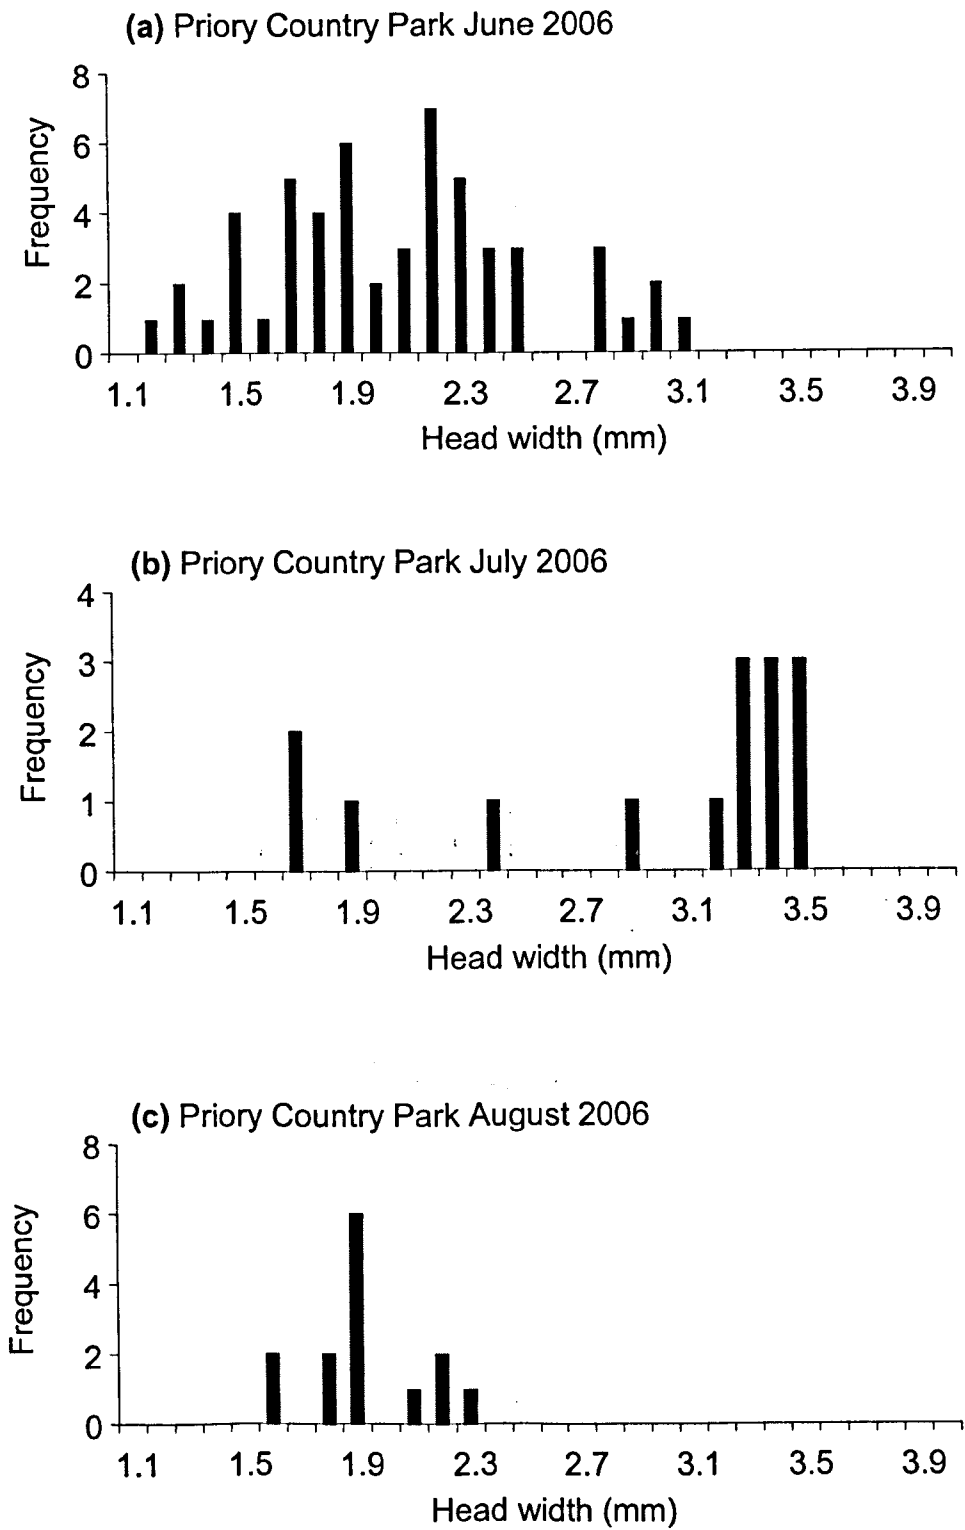 (a) Priory Country Park June 2006
8
6
4
2
0
Frequency
1.1 1.5 1.9 2.3 2.7 3.1 3.5 3.9
Head width (mm)
(b) Priory Country Park July 2006
4
3
2
1
0
Frequency
1.1 1.5 1.9 2.3 2.7 3.1 3.5 3.9
Head width (mm)
(c) Priory Country Park August 2006
8
6
4
2
0
Frequency
1.1 1.5 1.9 2.3 2.7 3.1 3.5 3.9
Head width (mm)